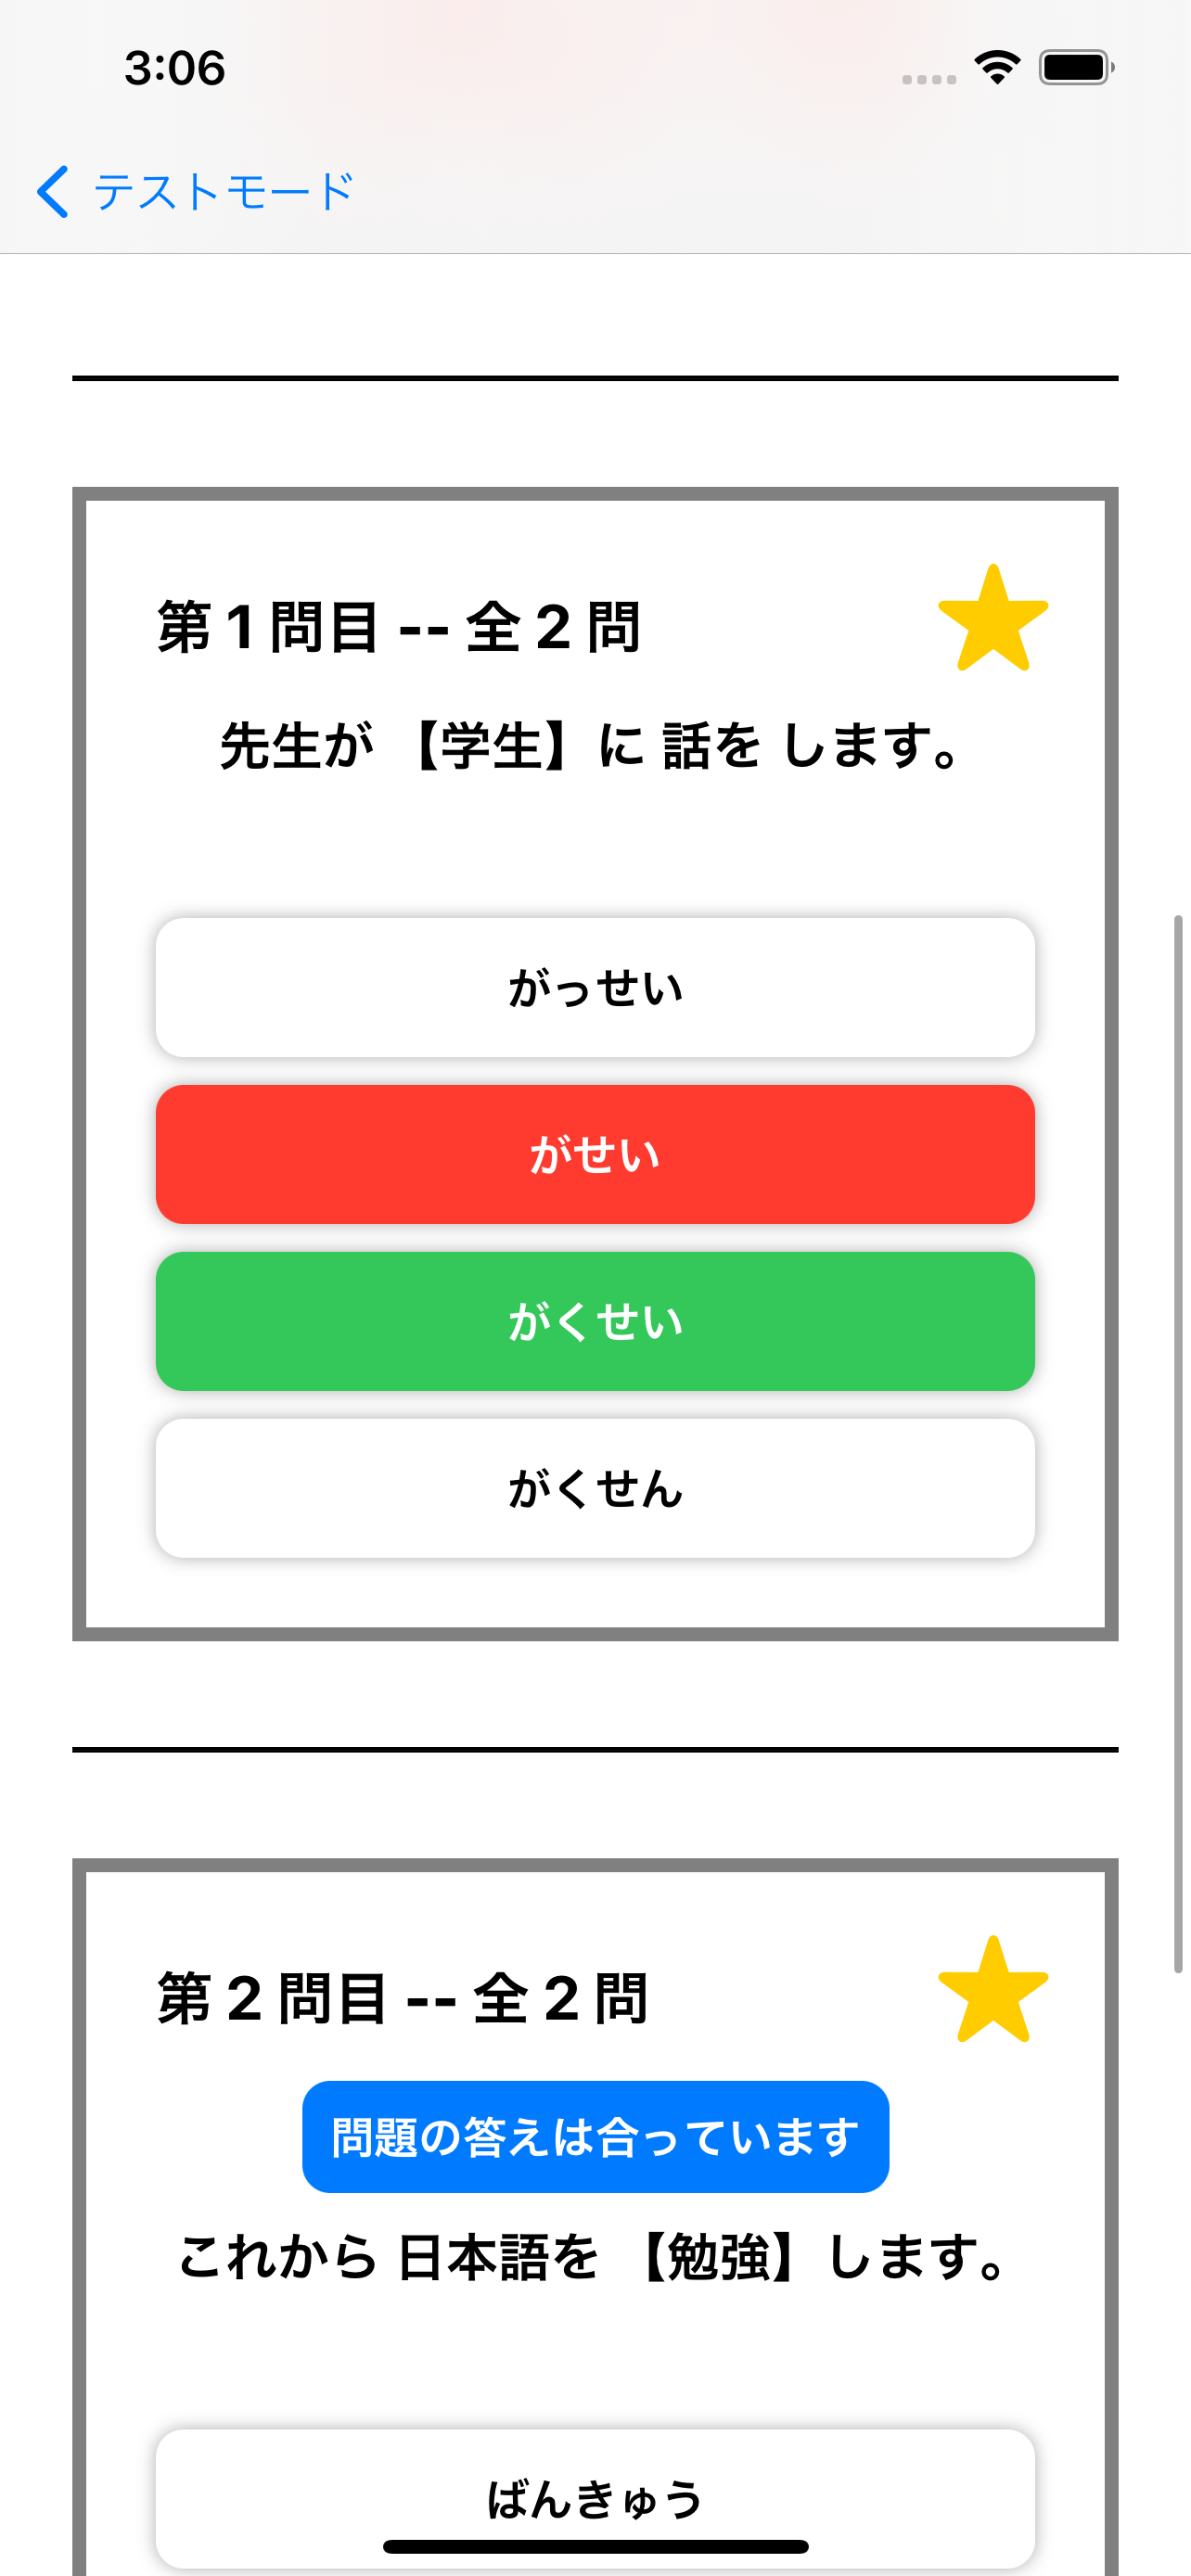 3:06
テストモード
第 1 問目 -- 全 2 問
先生が 【学生】に 話を します。
がっせい
がせい
がくせい
がくせん
第 2 問目 -- 全 2 問
問題の答えは合っています
これから 日本語を 【勉強】します。
ばんきゅう